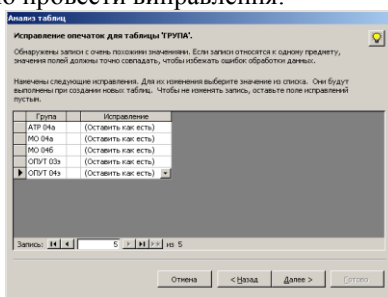 но провести виправлення.
Анализ таблиц
Исправление опечаток для таблицы 'ГРУПА'.
Обнаружены записи с очень похожими значениями. Если записи относятся к одному предмету,
значения полей должны точно совпадать, чтобы избежать ошибок обработки данных.
Намечены следующие исправления. Для их изменения выберите значение из списка. Они будут
выполнены при создании новых таблиц. Чтобы не изменять запись, оставьте поле исправлений
пустым.
Група Исправление
АТР 04а (Оставить как есть)
МО 04а (Оставить как есть)
МО 04б (Оставить как есть)
ОПУТ 03з (Оставить как есть)
ОПУТ 04з (Оставить как есть)
Запись: 5 из 5
Отмена < Назад Далее > Готово